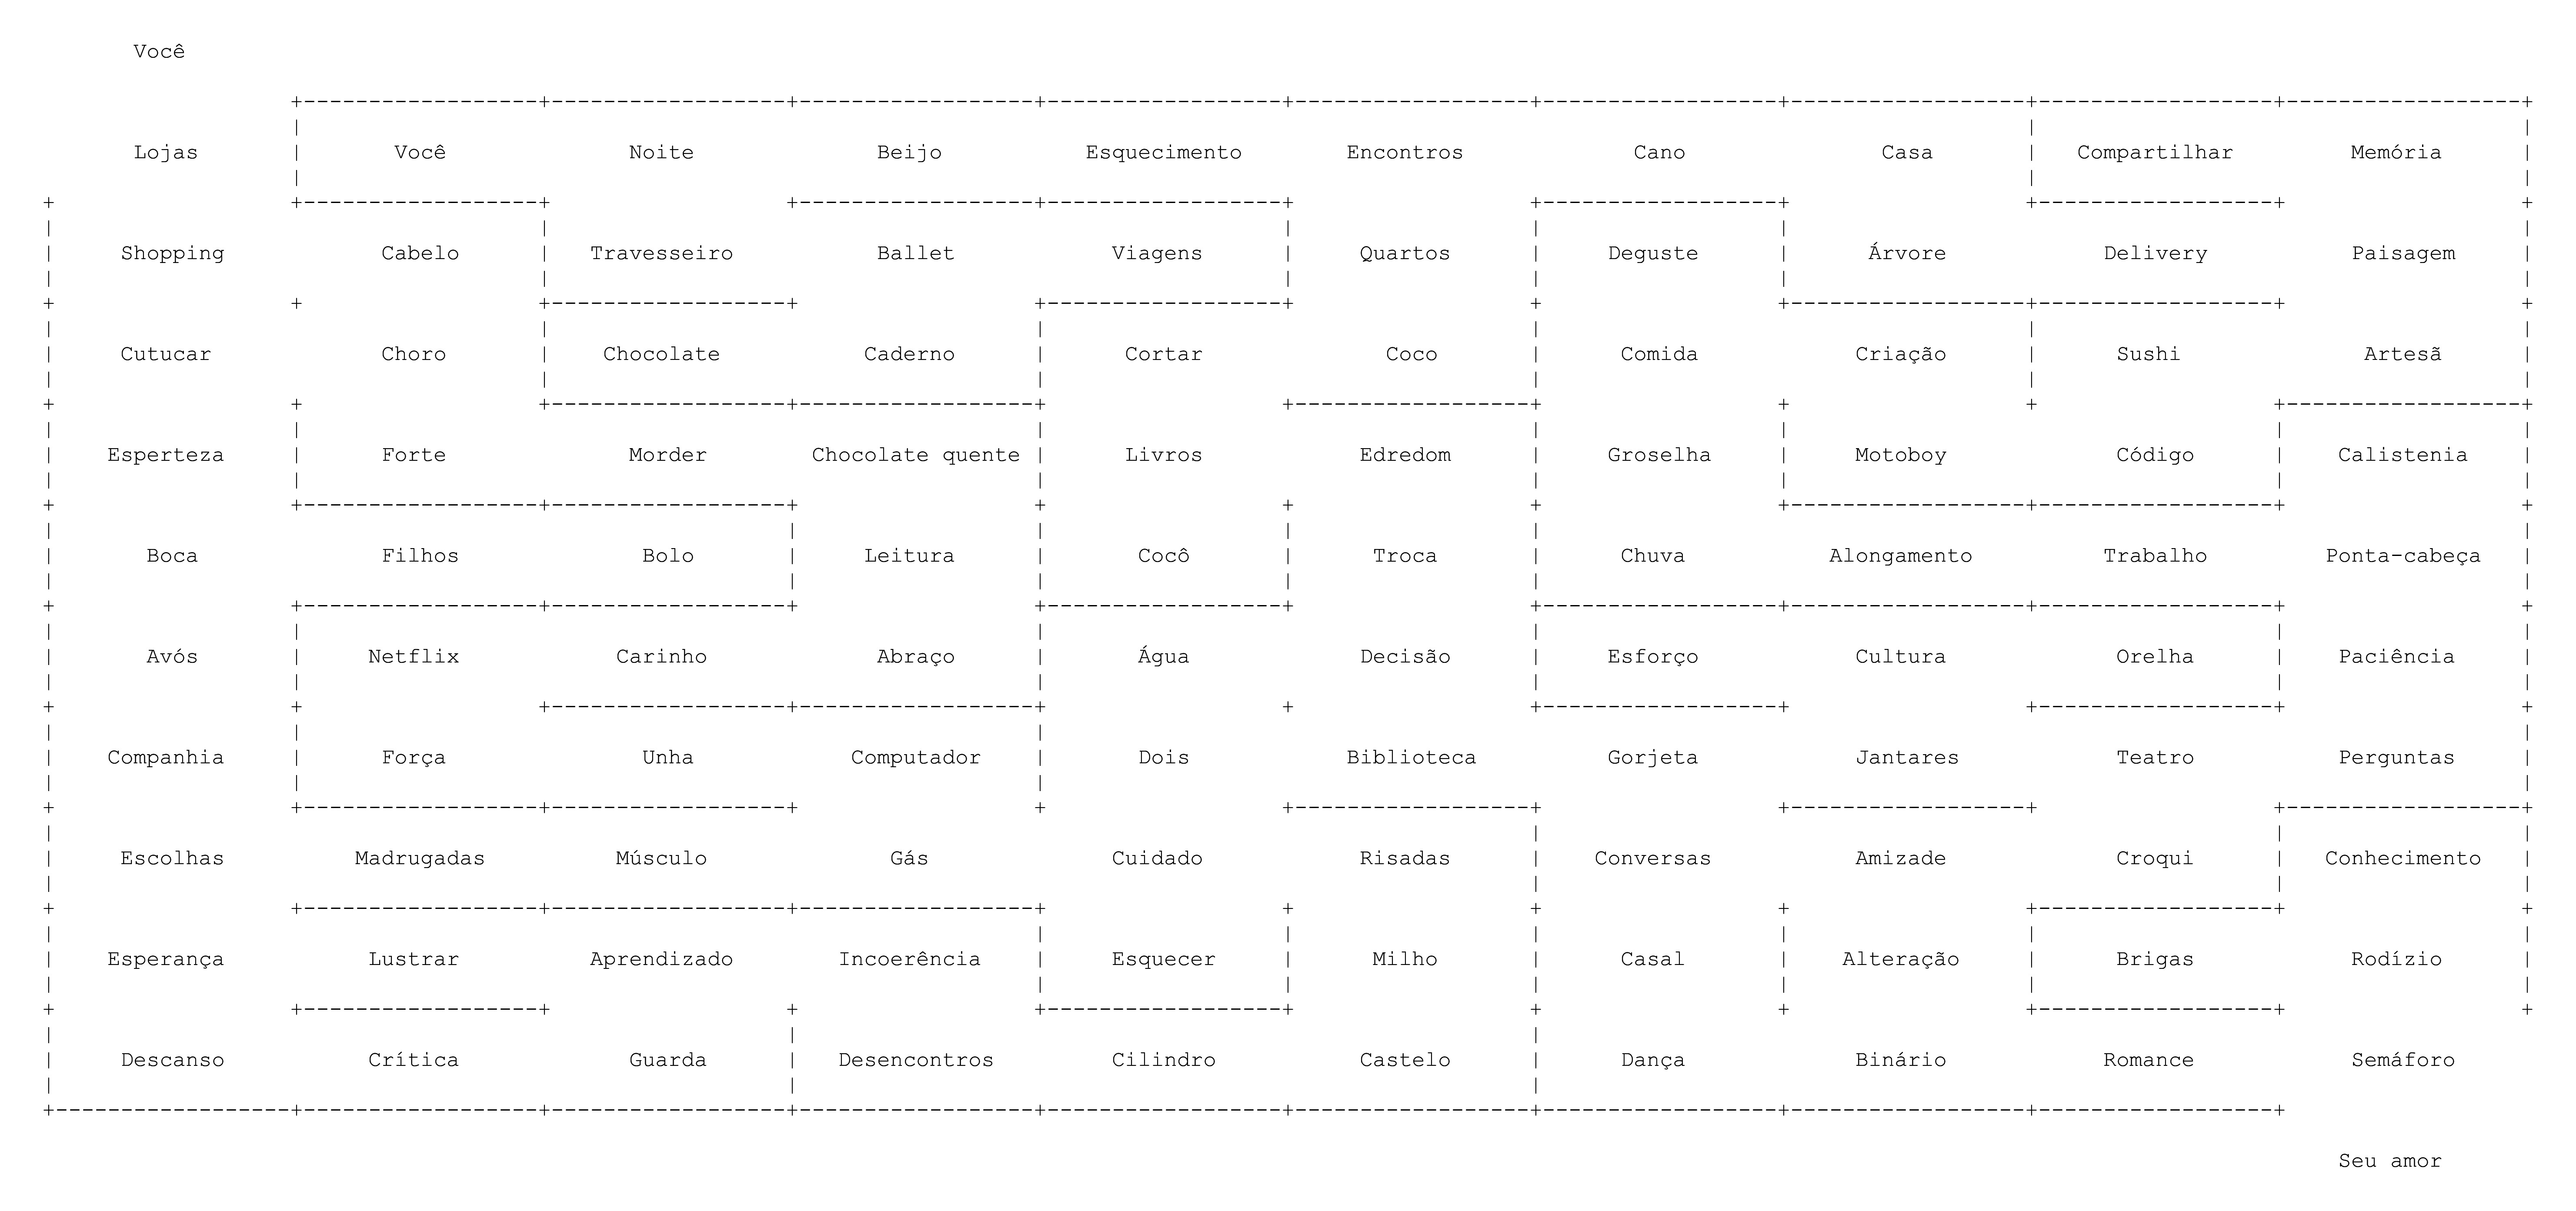 Você
Lojas Você Noite Beijo Esquecimento Encontros Cano Casa Compartilhar Memória
Shopping Cabelo Travesseiro Ballet Viagens Quartos Deguste Árvore Delivery Paisagem
Cutucar Choro Chocolate Caderno Cortar Coco Comida Criação Sushi Artesã
Esperteza Forte Morder Chocolate quente Livros Edredom Groselha Motoboy Código Calistenia
Boca Filhos Bolo Leitura Cocô Troca Chuva Alongamento Trabalho Ponta-cabeça
Avós Netflix Carinho Abraço Água Decisão Esforço Cultura Orelha Paciência
Companhia Força Unha Computador Dois Biblioteca Gorjeta Jantares Teatro Perguntas
Escolhas Madrugadas Músculo Gás Cuidado Risadas Conversas Amizade Croqui Conhecimento
Esperança Lustrar Aprendizado Incoerência Esquecer Milho Casal Alteração Brigas Rodízio
Descanso Crítica Guarda Desencontros Cilindro Castelo Dança Binário Romance Semáforo
Seu amor